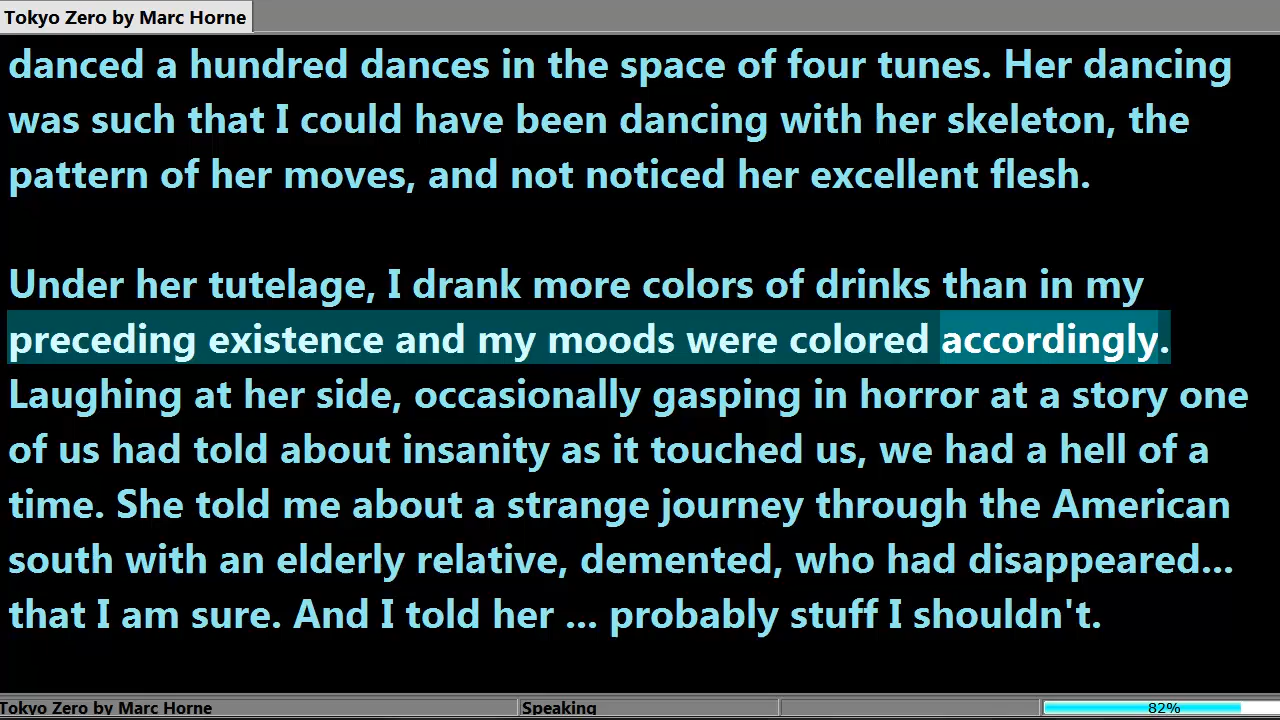 Tokyo Zero by Marc Horne
danced a hundred dances in the space of four tunes. Her dancing
was such that I could have been dancing with her skeleton, the
pattern of her moves, and not noticed her excellent flesh.
Under her tutelage, I drank more colors of drinks than in my
preceding existence and my moods were colored accordingly.
Laughing at her side, occasionally gasping in horror at a story one
of us had told about insanity as it touched us, we had a hell of a
time. She told me about a strange journey through the American
south with an elderly relative, demented, who had disappeared...
that I am sure. And I told her ... probably stuff I shouldn't.
Tokyo Zero by Marc Horne Speaking 82%